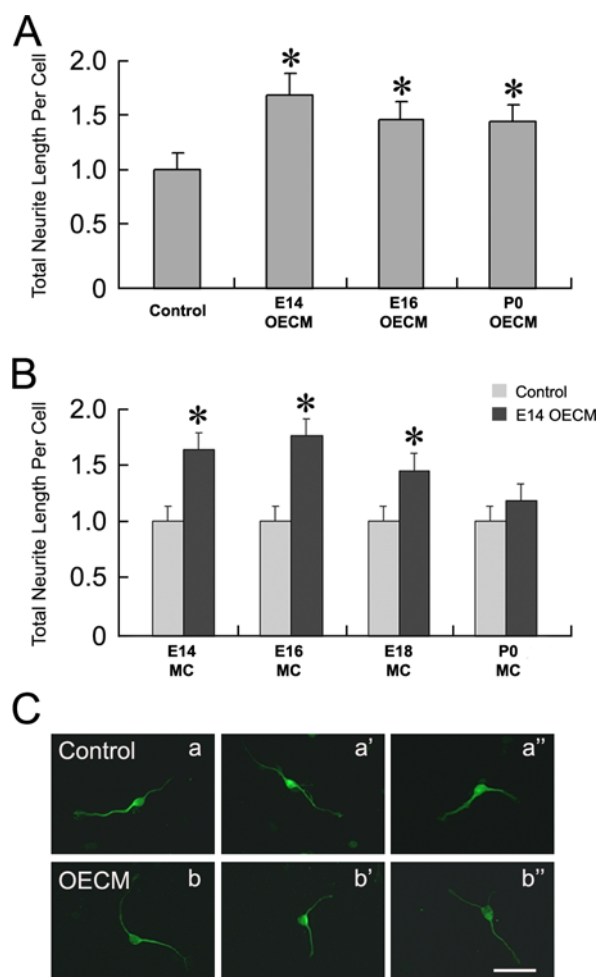 A
Total Neurite Length Per Cell
2.0
1.5
1.0
0.5
0
* * *
Control E14 OECM E16 OECM P0 OECM
B
Control
E14 OECM
Total Neurite Length Per Cell
2.0
1.5
1.0
0.5
0
* * *
E14 MC E16 MC E18 MC P0 MC
C
Control a a' a"
OECM b b' b"